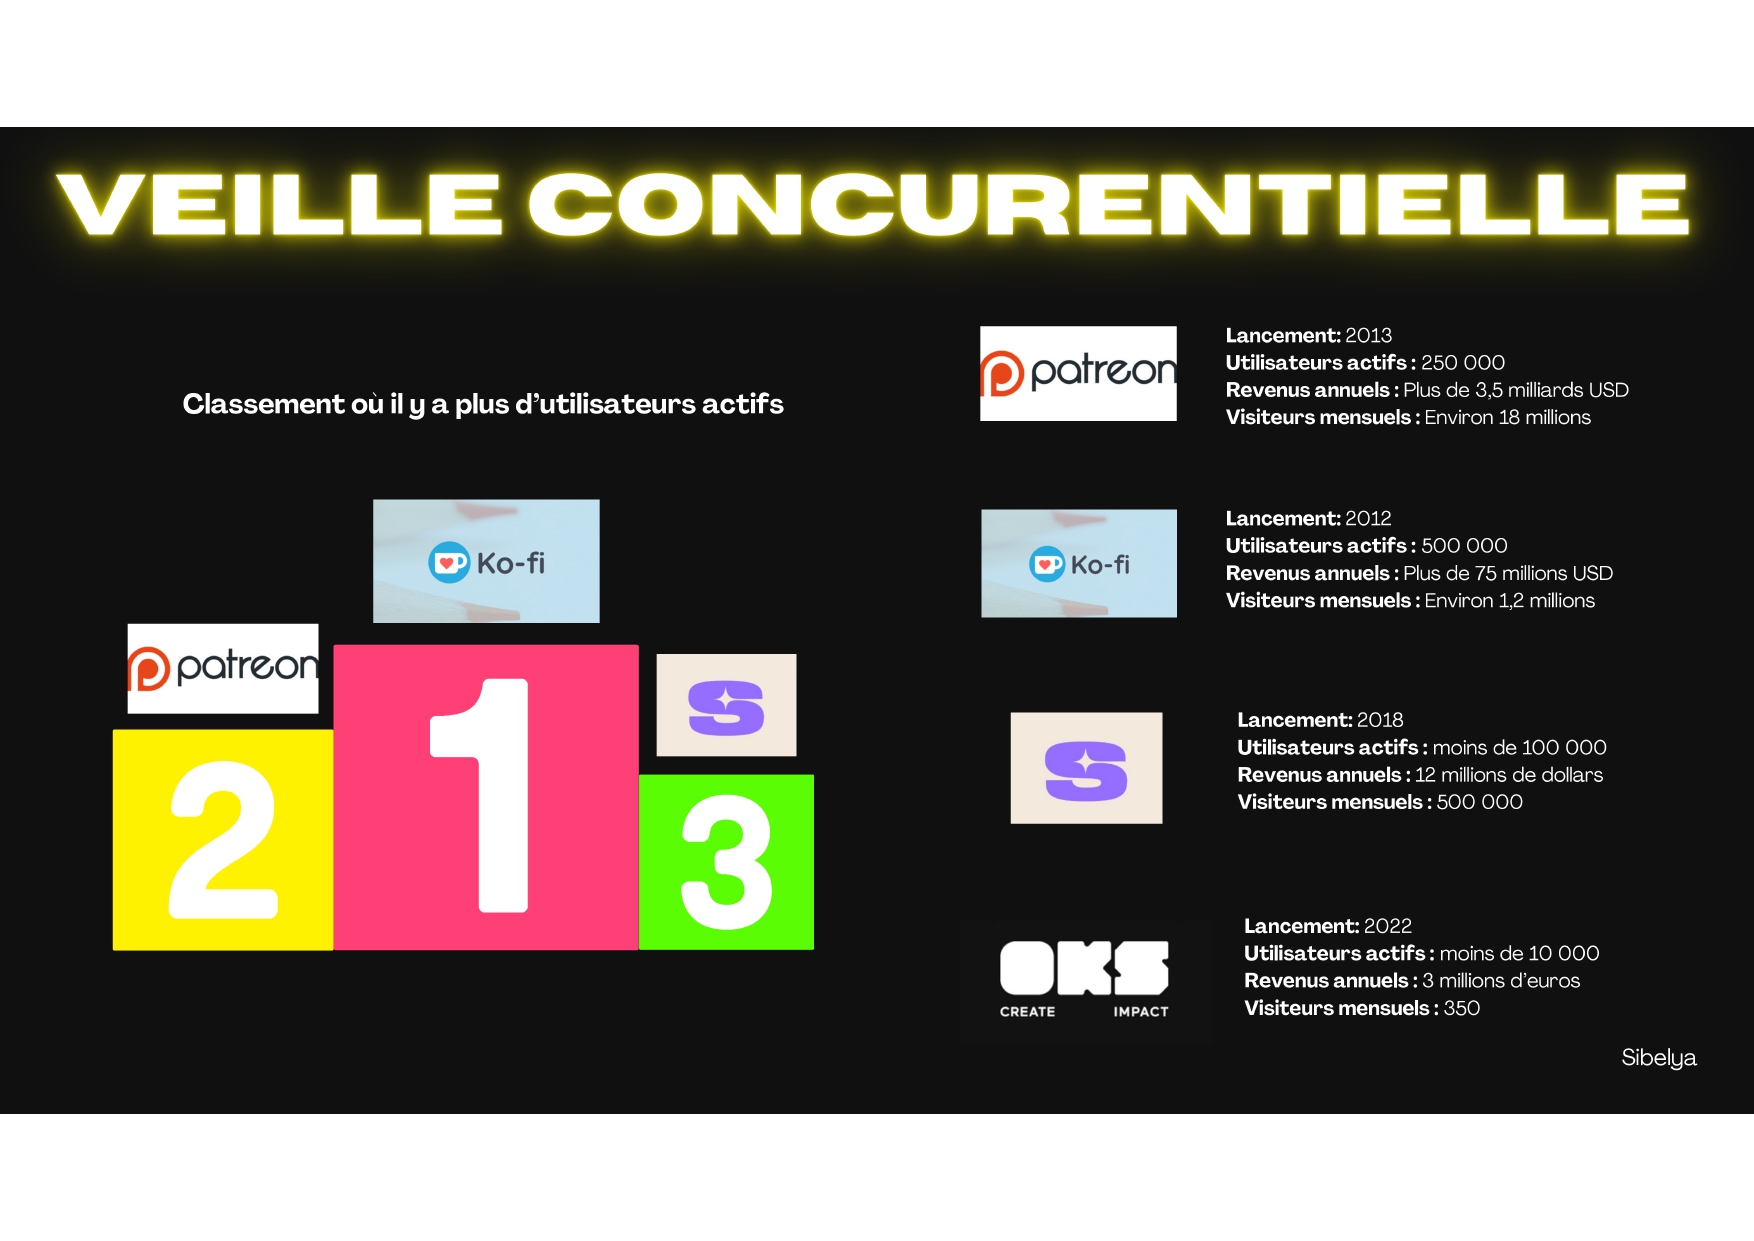 VEILLE CONCURENTIELLE
Classement où il y a plus d'utilisateurs actifs
Ko-fi
patreon
S
2
1
3
patreon
Lancement: 2013
Utilisateurs actifs : 250 000
Revenus annuels : Plus de 3,5 milliards USD
Visiteurs mensuels : Environ 18 millions
Ko-fi
Lancement: 2012
Utilisateurs actifs : 500 000
Revenus annuels : Plus de 75 millions USD
Visiteurs mensuels : Environ 1,2 millions
S
Lancement: 2018
Utilisateurs actifs : moins de 100 000
Revenus annuels : 12 millions de dollars
Visiteurs mensuels : 500 000
OKS
CREATE IMPACT
Lancement: 2022
Utilisateurs actifs : moins de 10 000
Revenus annuels : 3 millions d'euros
Visiteurs mensuels : 350
Sibelya